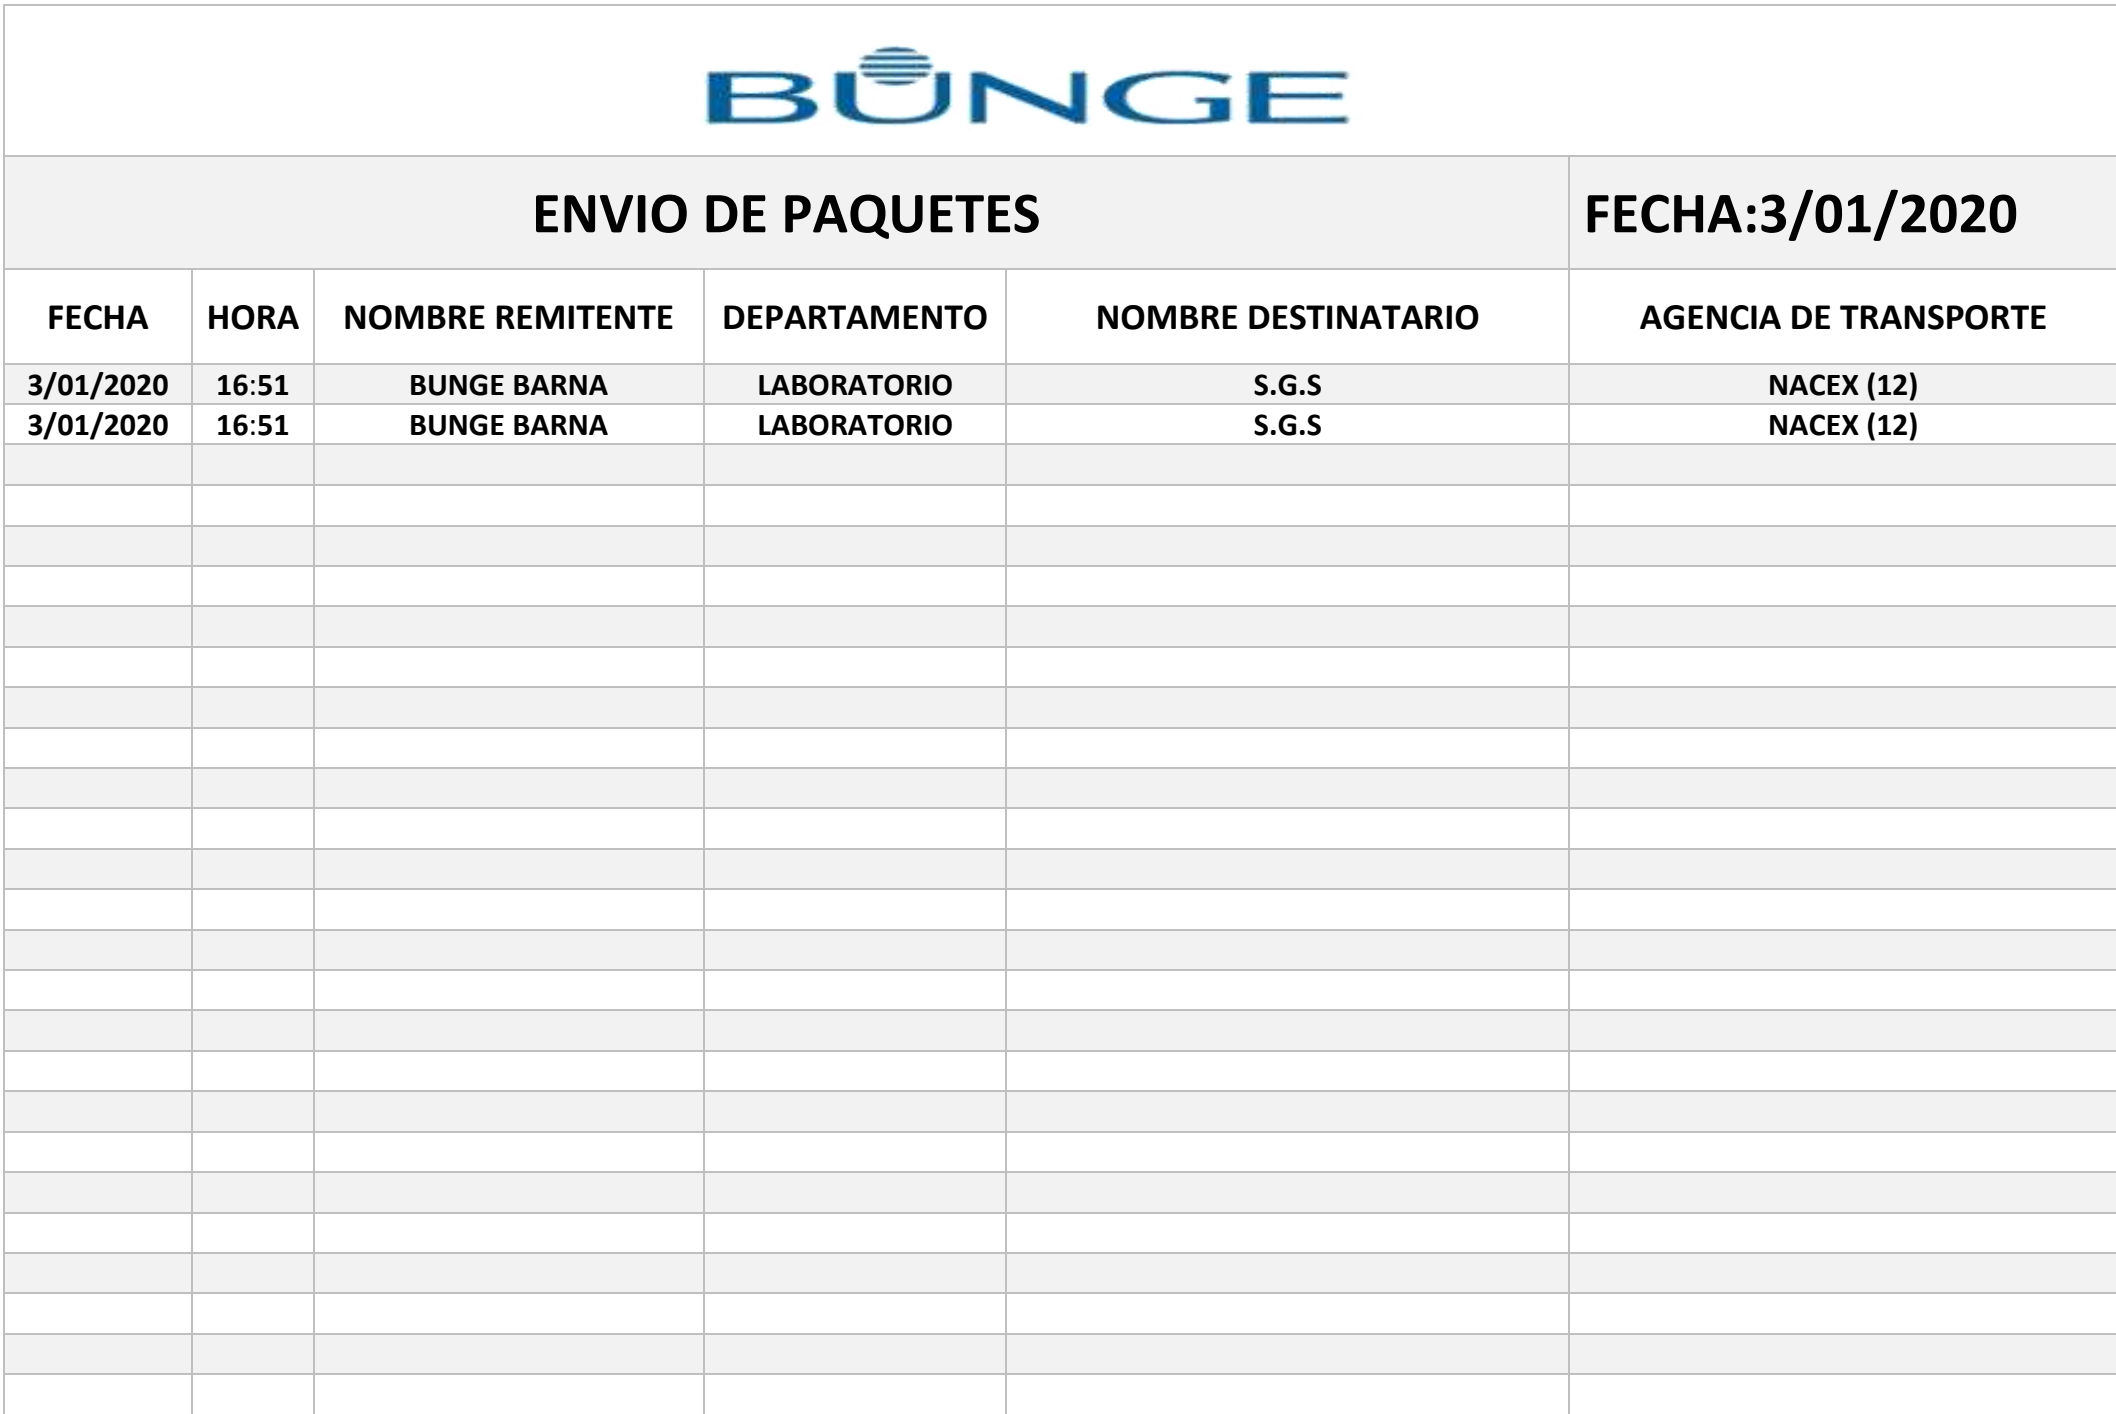 BUNGE
ENVIO DE PAQUETES FECHA:3/01/2020
FECHA HORA NOMBRE REMITENTE DEPARTAMENTO NOMBRE DESTINATARIO AGENCIA DE TRANSPORTE
3/01/2020 16:51 BUNGE BARNA LABORATORIO S.G.S NACEX (12)
3/01/2020 16:51 BUNGE BARNA LABORATORIO S.G.S NACEX (12)